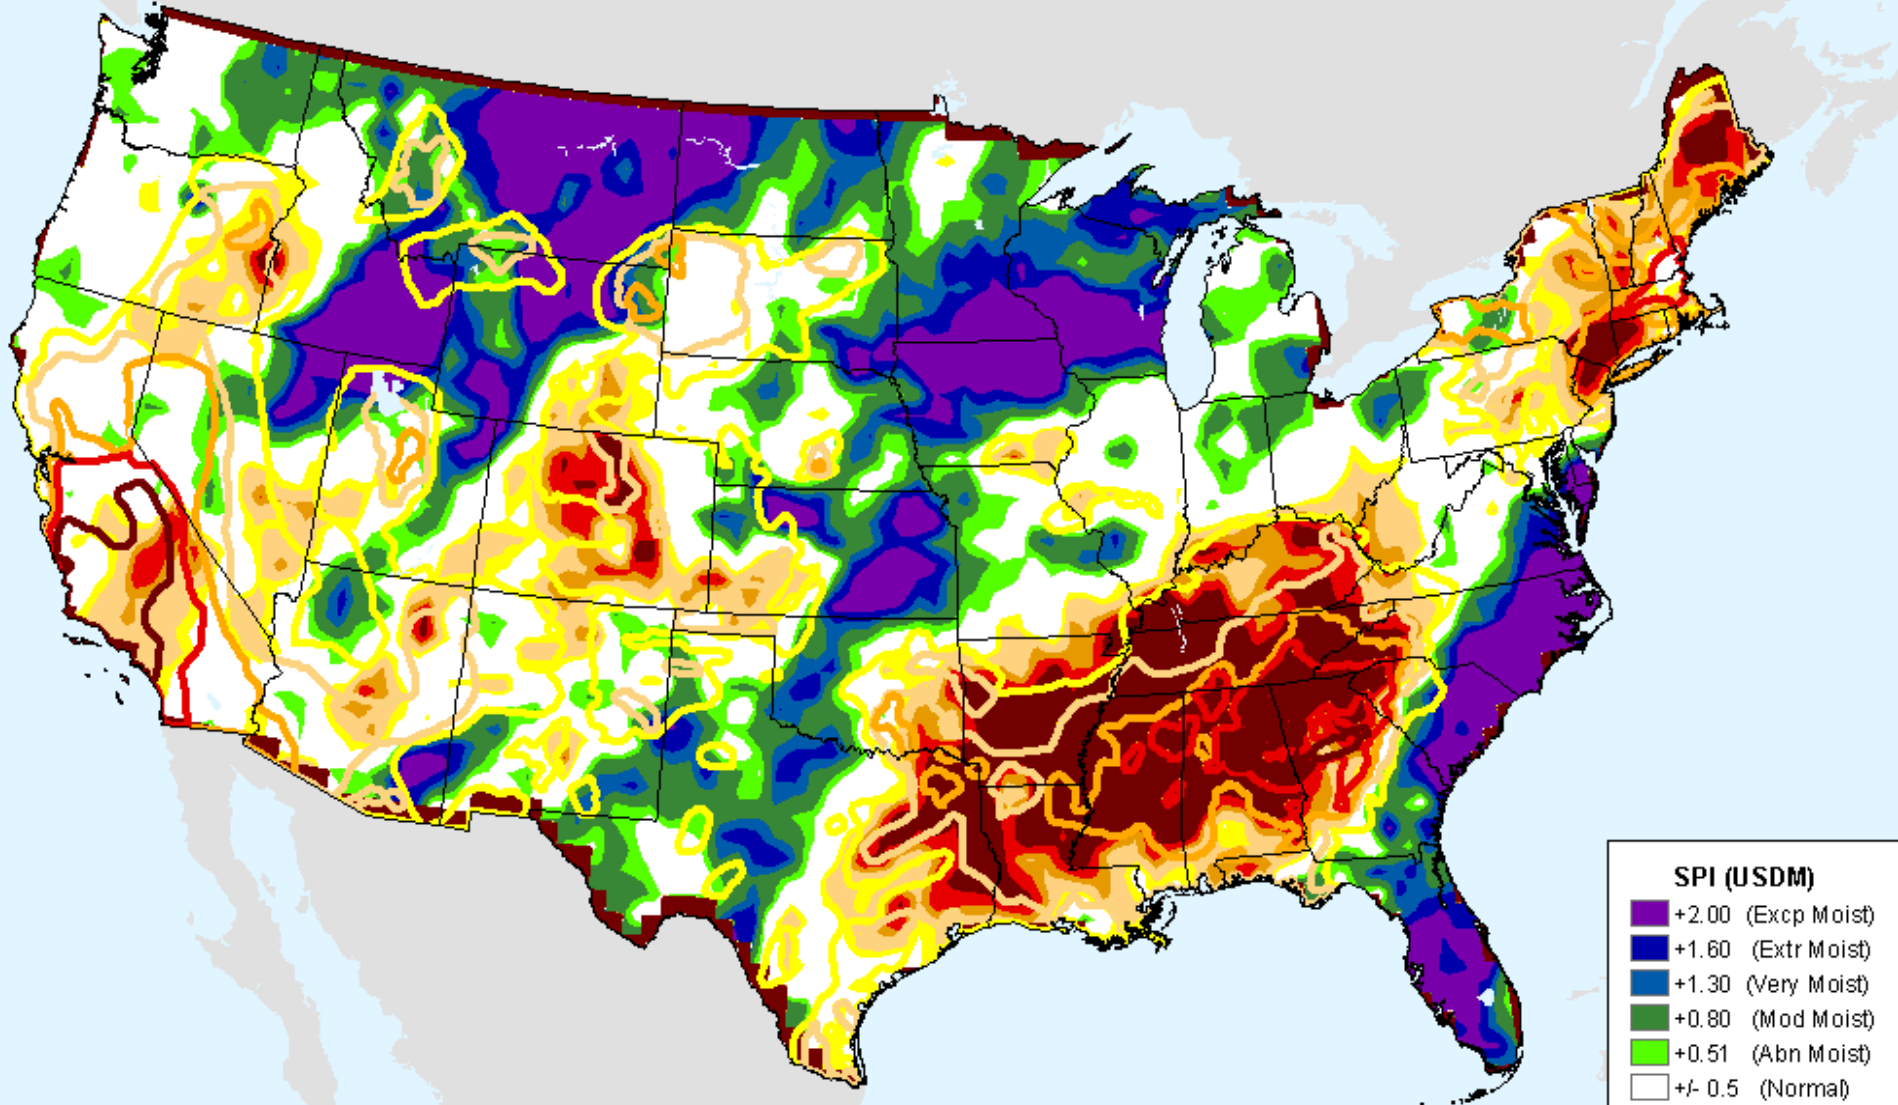 SPI (USDM)
+2.00 (Excp Moist)
+1.60 (Extr Moist)
+1.30 (Very Moist)
+0.80 (Mod Moist)
+0.51 (Abn Moist)
+/- 0.5 (Normal)